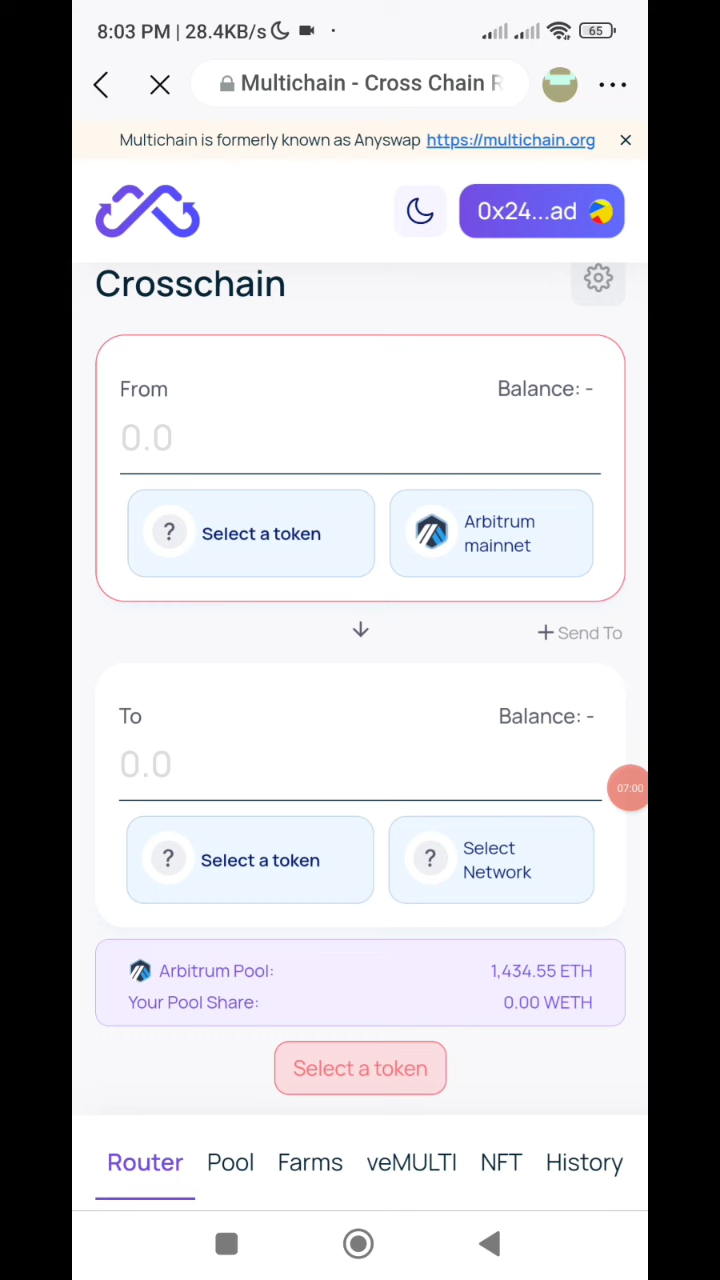 8:03 PM | 28.4KB/s 65
Multichain - Cross Chain R
Multichain is formerly known as Anyswap https://multichain.org
0x24...ad
Crosschain
From Balance: -
0.0
? Select a token Arbitrum
mainnet
+ Send To
To Balance: -
0.0
07:00
? Select a token ? Select
Network
Arbitrum Pool: 1,434.55 ETH
Your Pool Share: 0.00 WETH
Select a token
Router Pool Farms veMULTI NFT History